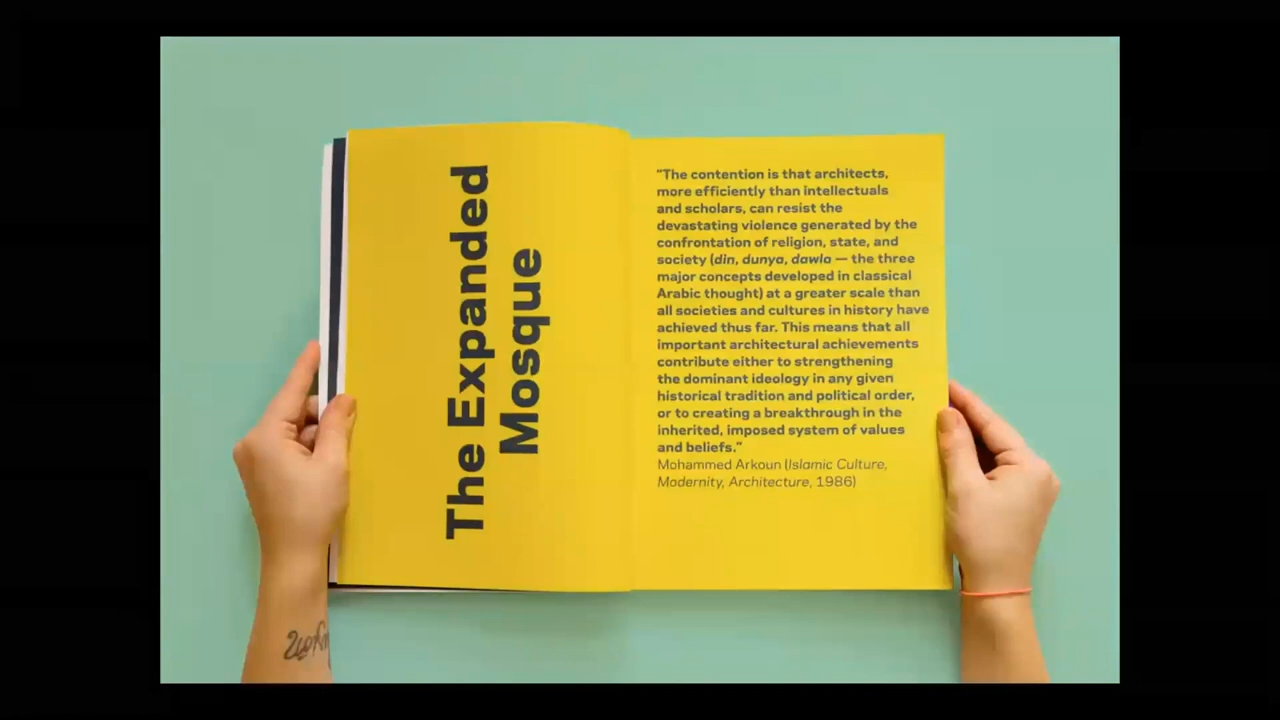 The Expanded
Mosque
"The contention is that architects,
more efficiently than intellectuals
and scholars, can resist the
devastating violence generated by the
confrontation of religion, state, and
society (din, dunya, dawla — the three
major concepts developed in classical
Arabic thought) at a greater scale than
all societies and cultures in history have
achieved thus far. This means that all
important architectural achievements
contribute either to strengthening
the dominant ideology in any given
historical tradition and political order,
or to creating a breakthrough in the
inherited, imposed system of values
and beliefs."
Mohammed Arkoun (Islamic Culture,
Modernity, Architecture, 1986)